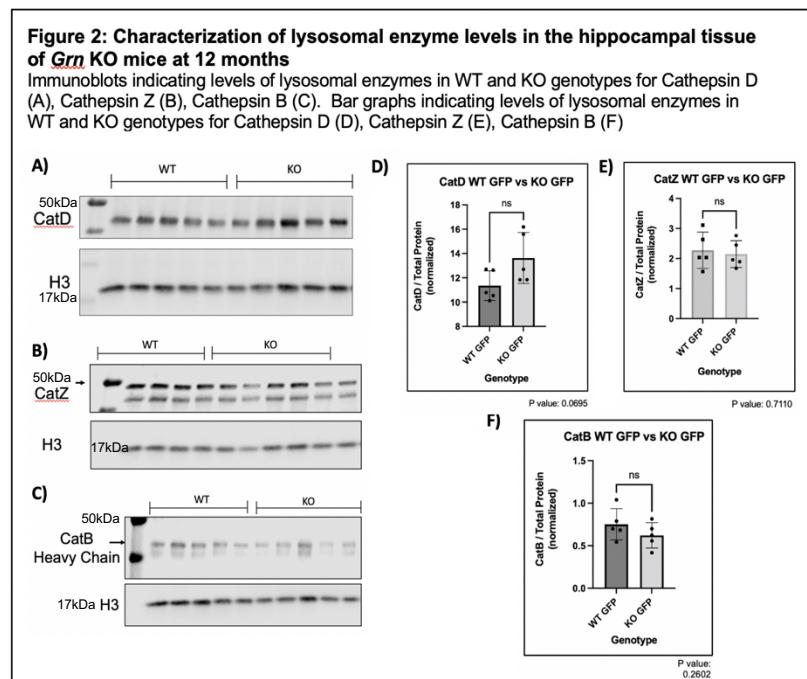 Figure 2: Characterization of lysosomal enzyme levels in the hippocampal tissue
of Grn KO mice at 12 months
Immunoblots indicating levels of lysosomal enzymes in WT and KO genotypes for Cathepsin D
(A), Cathepsin Z (B), Cathepsin B (C). Bar graphs indicating levels of lysosomal enzymes in
WT and KO genotypes for Cathepsin D (D), Cathepsin Z (E), Cathepsin B (F)
A)
WT KO
50kDa
CatD
H3
17kDa
B)
WT KO
50kDa
CatZ
H3 17kDa
C)
WT KO
50kDa
CatB
Heavy Chain
17kDa H3
D)
CatD WT GFP vs KO GFP
ns
CatD / Total Protein
(normalized)
16
14
12
10
8
WT GFP
KO GFP
Genotype
P value: 0.0695
E)
CatZ WT GFP vs KO GFP
ns
CatZ / Total Protein
(normalized)
4
3
2
1
0
WT GFP
KO GFP
Genotype
P value: 0.7110
F)
CatB WT GFP vs KO GFP
ns
CatB / Total Protein
(normalized)
1.5
1.0
0.5
0.0
WT GFP
KO GFP
Genotype
P value:
0.2602